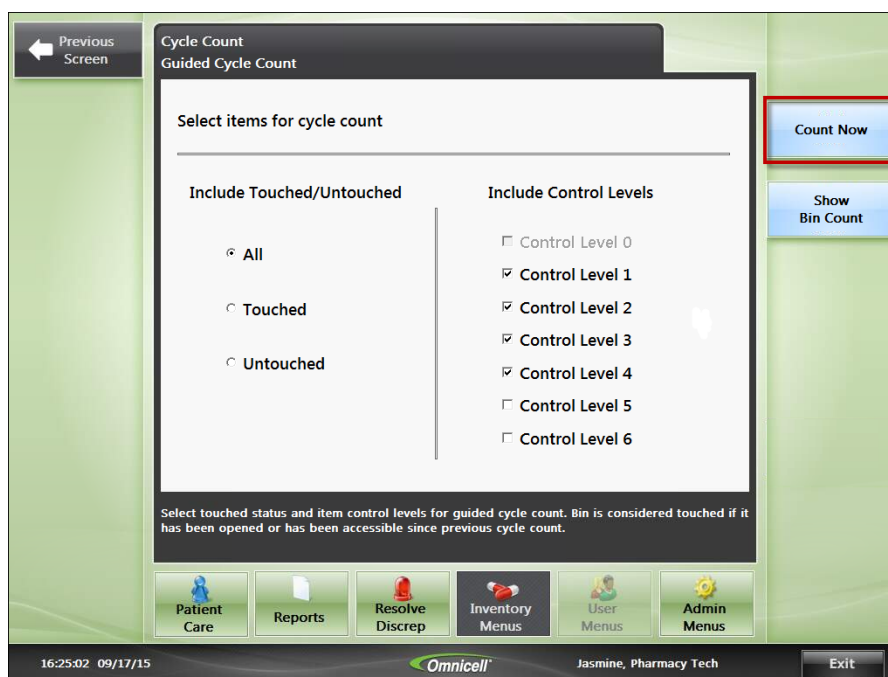 Previous
Screen
Cycle Count
Guided Cycle Count
Select items for cycle count
Count Now
Show
Bin Count
Include Touched/Untouched
All
Touched
Untouched
Include Control Levels
Control Level 0
Control Level 1
Control Level 2
Control Level 3
Control Level 4
Control Level 5
Control Level 6
Select touched status and item control levels for guided cycle count. Bin is considered touched if it
has been opened or has been accessible since previous cycle count.
Patient
Care
Reports
Resolve
Discrep
Inventory
Menus
User
Menus
Admin
Menus
16:25:02 09/17/15
Omnicell
Jasmine, Pharmacy Tech
Exit